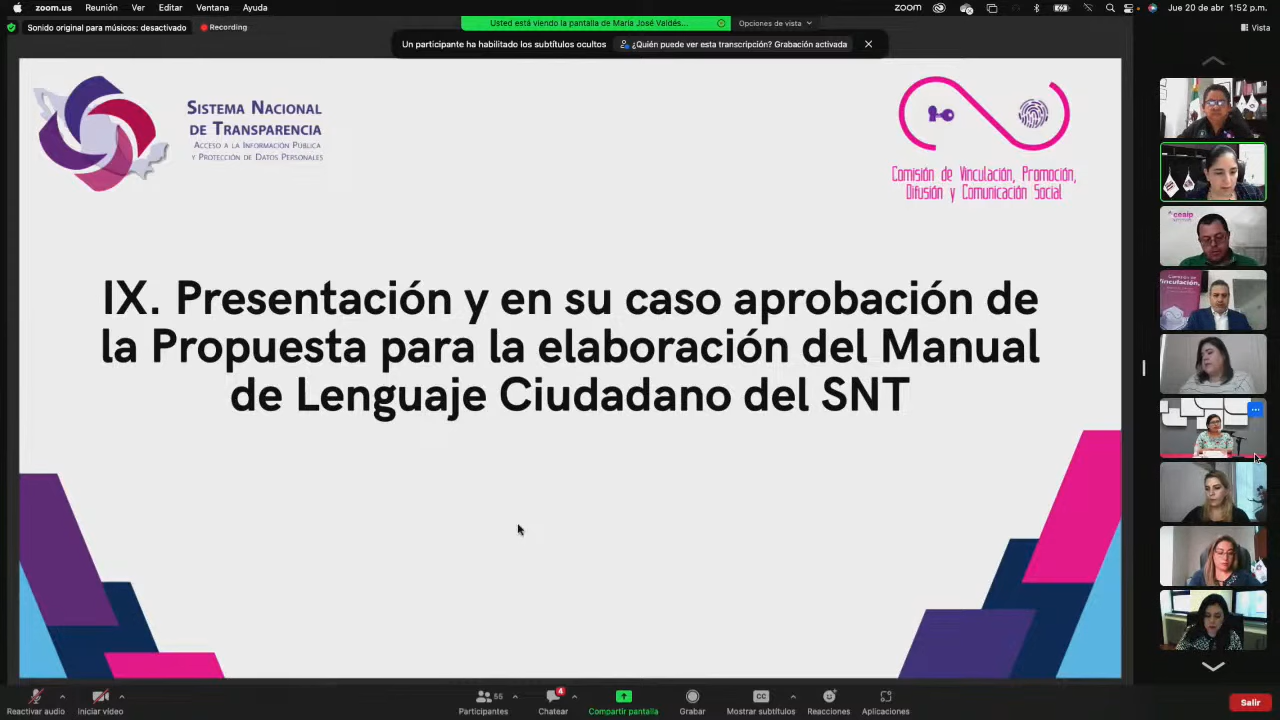 zoom.us Reunión Ver Editar Ventana Ayuda
zoom
Jue 20 de abr 1:52 p.m.
Sonido original para músicos: desactivado
Recording
Usted está viendo la pantalla de María José Valdés...
Opciones de vista
Vista
Un participante ha habilitado los subtítulos ocultos
¿Quién puede ver esta transcripción? Grabación activada
SISTEMA NACIONAL
DE TRANSPARENCIA
ACCESO A LA INFORMACIÓN PÚBLICA
Y PROTECCIÓN DE DATOS PERSONALES
Comisión de Vinculación, Promoción,
Difusión y Comunicación Social
IX. Presentación y en su caso aprobación de
la Propuesta para la elaboración del Manual
de Lenguaje Ciudadano del SNT
ceaip
Vinculación,
Reactivar audio
Iniciar video
55
Participantes
4
Chatear
Compartir pantalla
Grabar
CC
Mostrar subtítulos
Reacciones
Aplicaciones
Salir